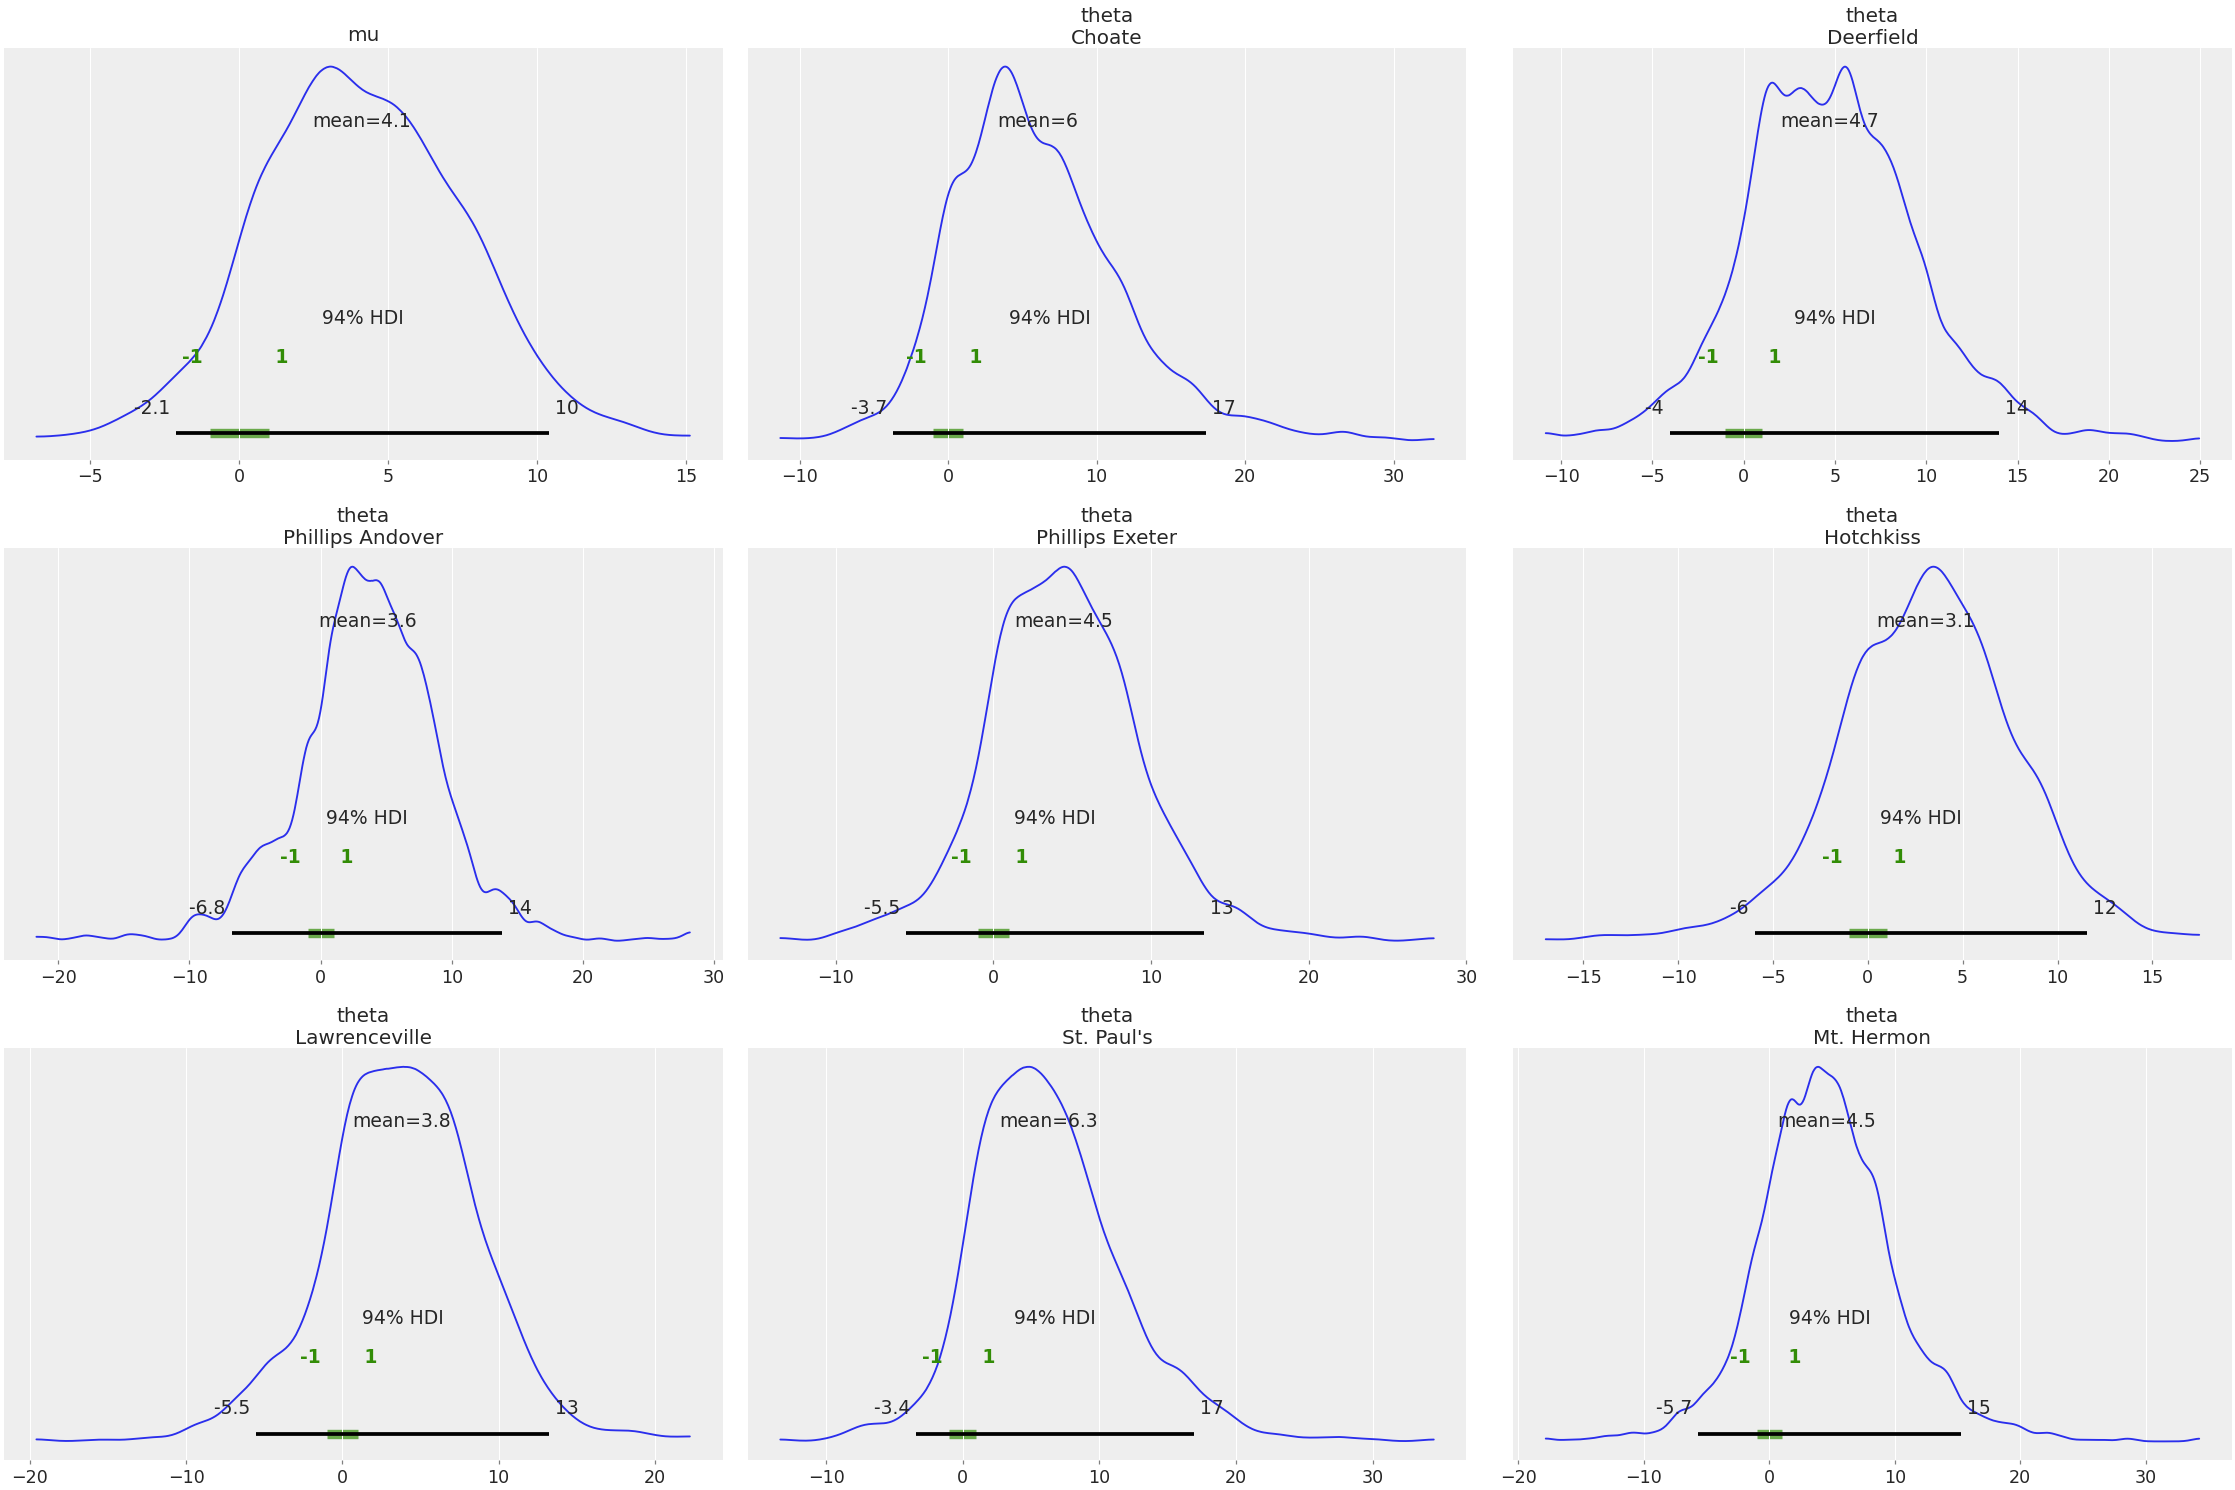 mu
mean=4.1
94% HDI
-1 1
-2.1 10
−5 0 5 10 15
theta
Choate
mean=6
94% HDI
-1 1
-3.7 17
−10 0 10 20 30
theta
Deerfield
mean=4.7
94% HDI
-1 1
-4 14
−10 −5 0 5 10 15 20 25
theta
Phillips Andover
mean=3.6
94% HDI
-1 1
-6.8 14
−20 −10 0 10 20 30
theta
Phillips Exeter
mean=4.5
94% HDI
-1 1
-5.5 13
−10 0 10 20 30
theta
Hotchkiss
mean=3.1
94% HDI
-1 1
-6 12
−15 −10 −5 0 5 10 15
theta
Lawrenceville
mean=3.8
94% HDI
-1 1
-5.5 13
−20 −10 0 10 20
theta
St. Paul's
mean=6.3
94% HDI
-1 1
-3.4 17
−10 0 10 20 30
theta
Mt. Hermon
mean=4.5
94% HDI
-1 1
-5.7 15
−20 −10 0 10 20 30